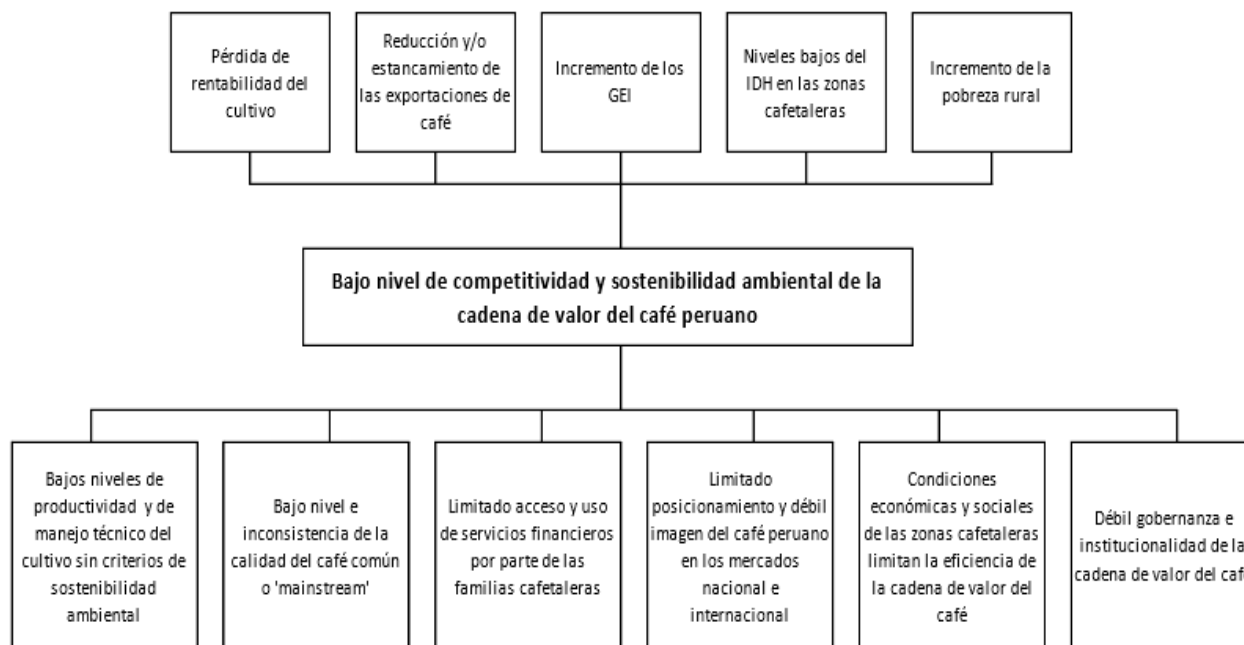 Pérdida de
rentabilidad del
cultivo
Reducción y/o
estancamiento de
las exportaciones de
café
Incremento de los
GEI
Niveles bajos del
IDH en las zonas
cafetaleras
Incremento de la
pobreza rural
Bajo nivel de competitividad y sostenibilidad ambiental de la
cadena de valor del café peruano
Bajos niveles de
productividad y de
manejo técnico del
cultivo sin criterios de
sostenibilidad
ambiental
Bajo nivel e
inconsistencia de la
calidad del café común
o 'mainstream'
Limitado acceso y uso
de servicios financieros
por parte de las
familias cafetaleras
Limitado
posicionamiento y débil
imagen del café peruano
en los mercados
nacional e
internacional
Condiciones
económicas y sociales
de las zonas cafetaleras
limitan la eficiencia de
la cadena de valor del
café
Débil gobernanza e
institucionalidad de la
cadena de valor del café